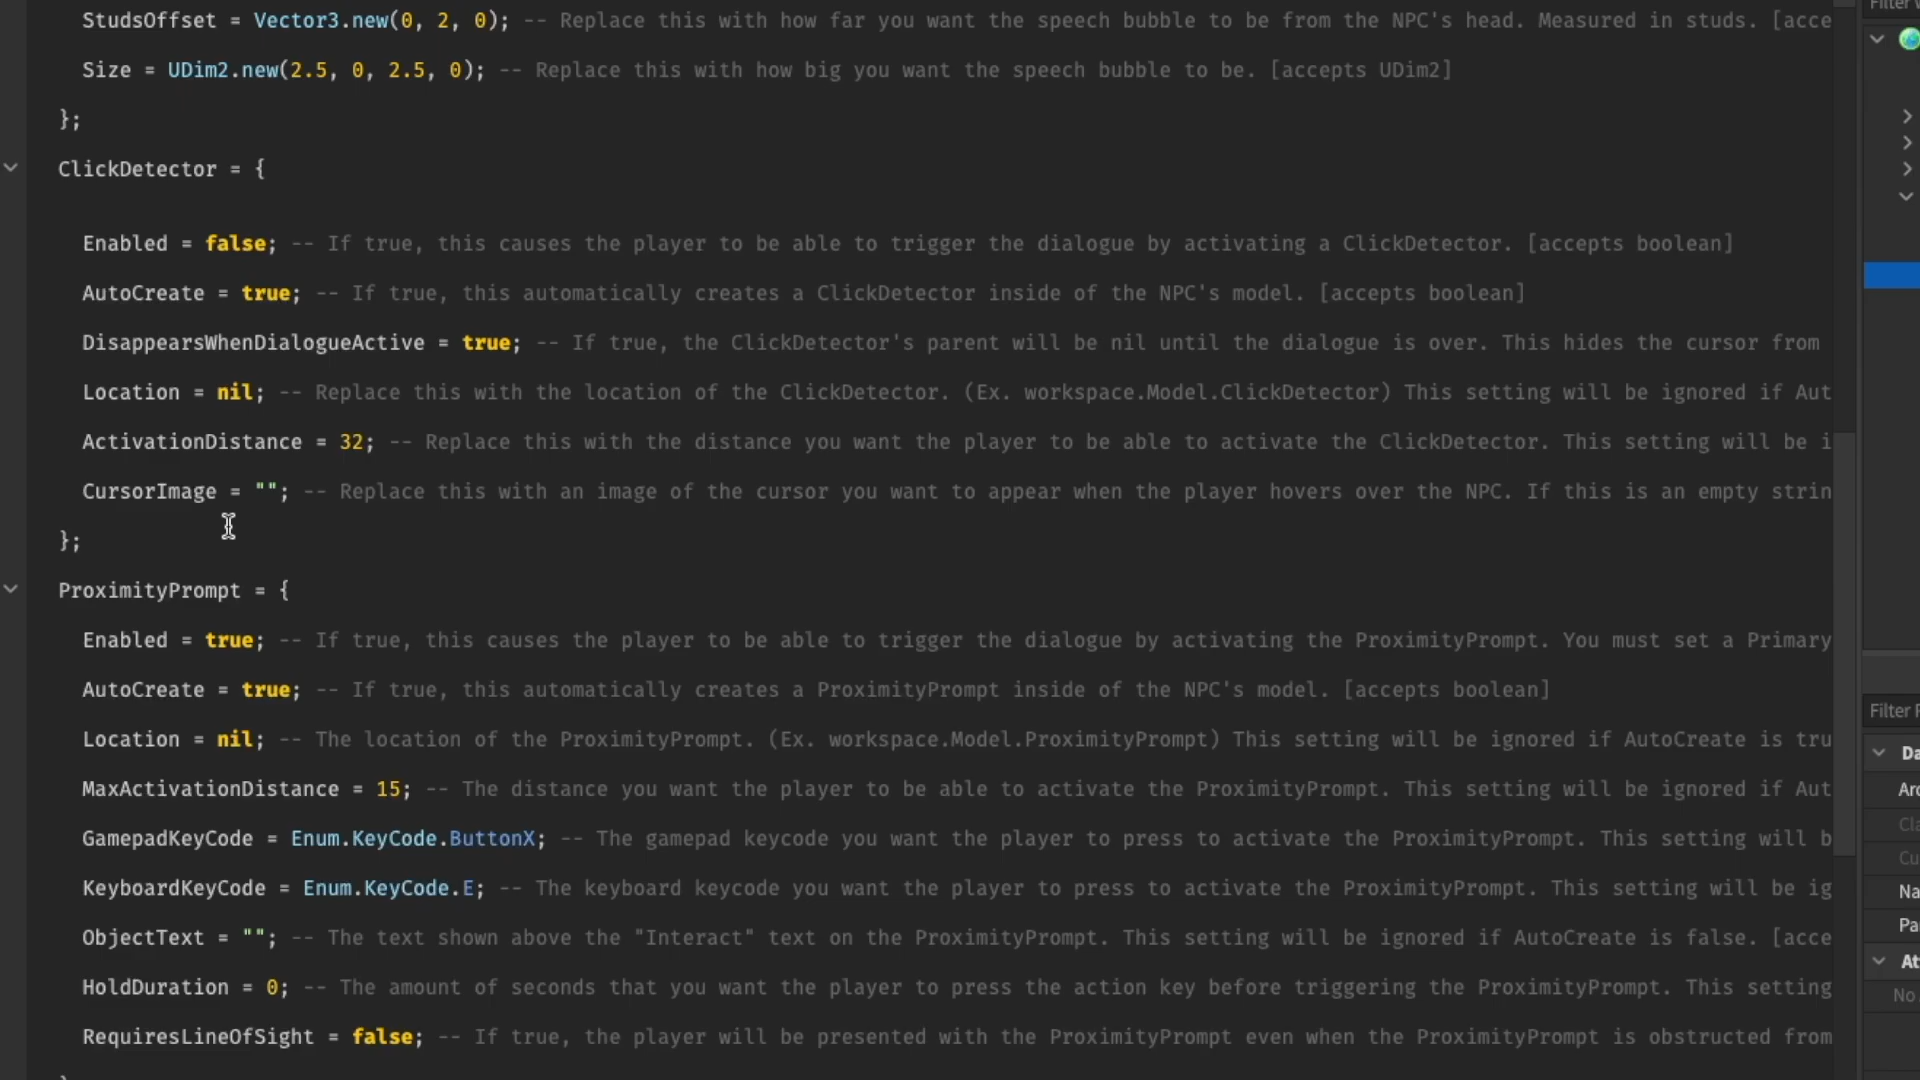 Filter
StudsOffset = Vector3.new(0, 2, 0); -- Replace this with how far you want the speech bubble to be from the NPC's head. Measured in studs. [acce
Size = UDim2.new(2.5, 0, 2.5, 0); -- Replace this with how big you want the speech bubble to be. [accepts UDim2]
};
ClickDetector = {
Enabled = false; -- If true, this causes the player to be able to trigger the dialogue by activating a ClickDetector. [accepts boolean]
AutoCreate = true; -- If true, this automatically creates a ClickDetector inside of the NPC's model. [accepts boolean]
DisappearsWhenDialogueActive = true; -- If true, the ClickDetector's parent will be nil until the dialogue is over. This hides the cursor from
Location = nil; -- Replace this with the location of the ClickDetector. (Ex. workspace.Model.ClickDetector) This setting will be ignored if Aut
ActivationDistance = 32; -- Replace this with the distance you want the player to be able to activate the ClickDetector. This setting will be i
CursorImage = ""; -- Replace this with an image of the cursor you want to appear when the player hovers over the NPC. If this is an empty strin
};
ProximityPrompt = {
Enabled = true; -- If true, this causes the player to be able to trigger the dialogue by activating the ProximityPrompt. You must set a Primary
AutoCreate = true; -- If true, this automatically creates a ProximityPrompt inside of the NPC's model. [accepts boolean]
Location = nil; -- The location of the ProximityPrompt. (Ex. workspace.Model.ProximityPrompt) This setting will be ignored if AutoCreate is tru
MaxActivationDistance = 15; -- The distance you want the player to be able to activate the ProximityPrompt. This setting will be ignored if Aut
GamepadKeyCode = Enum.KeyCode.ButtonX; -- The gamepad keycode you want the player to press to activate the ProximityPrompt. This setting will b
KeyboardKeyCode = Enum.KeyCode.E; -- The keyboard keycode you want the player to press to activate the ProximityPrompt. This setting will be ig
ObjectText = ""; -- The text shown above the "Interact" text on the ProximityPrompt. This setting will be ignored if AutoCreate is false. [acce
HoldDuration = 0; -- The amount of seconds that you want the player to press the action key before triggering the ProximityPrompt. This setting
RequiresLineOfSight = false; -- If true, the player will be presented with the ProximityPrompt even when the ProximityPrompt is obstructed from
Filter P
Da
Arc
Cla
Cu
Na
Pa
At
No